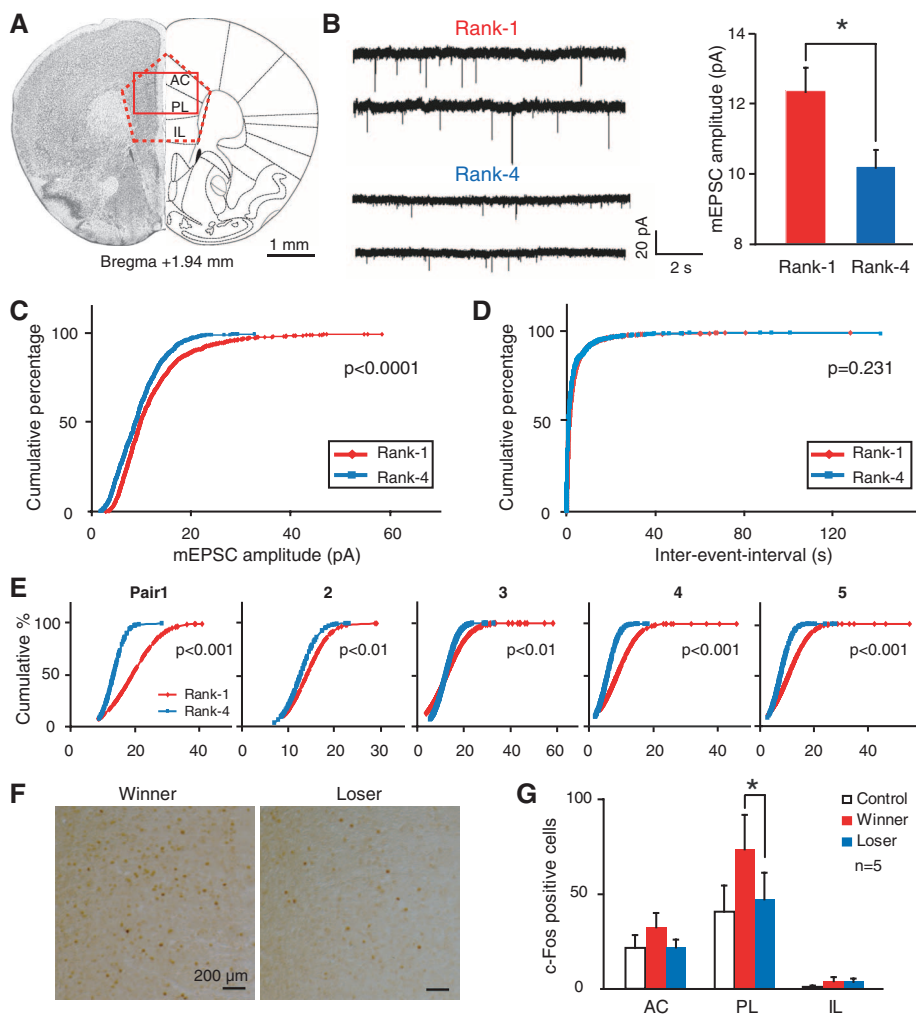 A
AC
PL
IL
1 mm
Bregma +1.94 mm
B
Rank-1
Rank-4
20 pA
2 s
*
mEPSC amplitude (pA)
14
12
10
8
Rank-1 Rank-4
C
Cumulative percentage
100
50
0
p<0.0001
Rank-1
Rank-4
0 20 40 60
mEPSC amplitude (pA)
D
Cumulative percentage
100
50
0
p=0.231
Rank-1
Rank-4
0 40 80 120
Inter-event-interval (s)
E
Cumulative %
100
50
0
Pair1
p<0.001
Rank-1
Rank-4
0 20 40
2
p<0.01
0 10 20 30
3
p<0.01
0 20 40 60
4
p<0.001
0 20 40
5
p<0.001
0 20 40
F
Winner Loser
200 µm
G
c-Fos positive cells
100
50
0
*
Control
Winner
Loser
n=5
AC PL IL